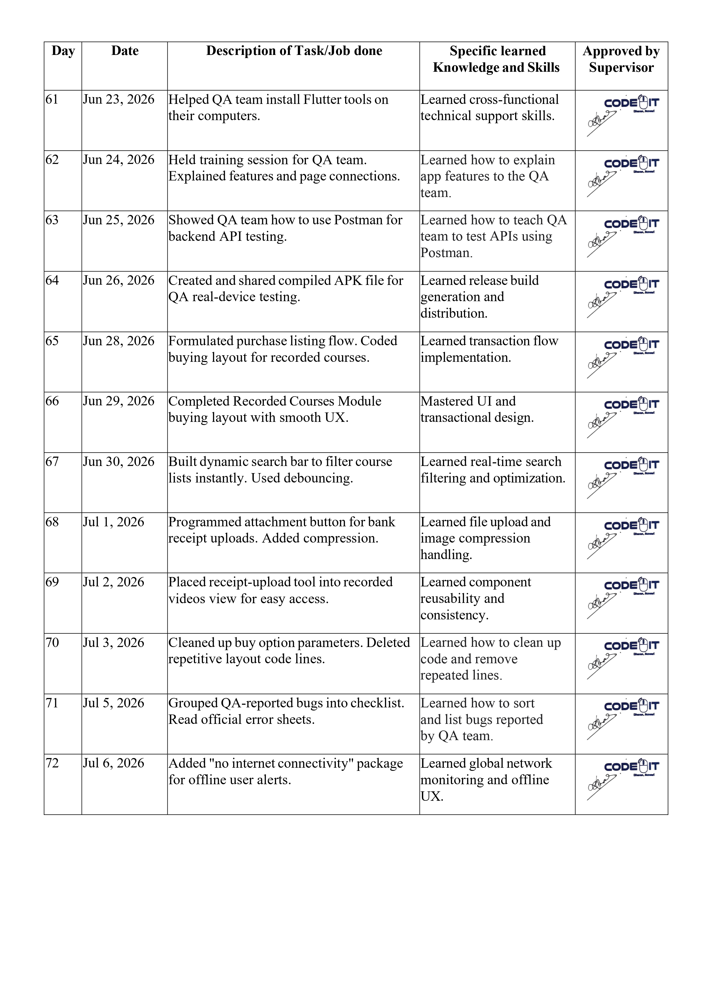 Day Date Description of Task/Job done Specific learned Knowledge and Skills Approved by Supervisor
61 Jun 23, 2026 Helped QA team install Flutter tools on their computers. Learned cross-functional technical support skills. CODE IT
62 Jun 24, 2026 Held training session for QA team. Explained features and page connections. Learned how to explain app features to the QA team. CODE IT
63 Jun 25, 2026 Showed QA team how to use Postman for backend API testing. Learned how to teach QA team to test APIs using Postman. CODE IT
64 Jun 26, 2026 Created and shared compiled APK file for QA real-device testing. Learned release build generation and distribution. CODE IT
65 Jun 28, 2026 Formulated purchase listing flow. Coded buying layout for recorded courses. Learned transaction flow implementation. CODE IT
66 Jun 29, 2026 Completed Recorded Courses Module buying layout with smooth UX. Mastered UI and transactional design. CODE IT
67 Jun 30, 2026 Built dynamic search bar to filter course lists instantly. Used debouncing. Learned real-time search filtering and optimization. CODE IT
68 Jul 1, 2026 Programmed attachment button for bank receipt uploads. Added compression. Learned file upload and image compression handling. CODE IT
69 Jul 2, 2026 Placed receipt-upload tool into recorded videos view for easy access. Learned component reusability and consistency. CODE IT
70 Jul 3, 2026 Cleaned up buy option parameters. Deleted repetitive layout code lines. Learned how to clean up code and remove repeated lines. CODE IT
71 Jul 5, 2026 Grouped QA-reported bugs into checklist. Read official error sheets. Learned how to sort and list bugs reported by QA team. CODE IT
72 Jul 6, 2026 Added "no internet connectivity" package for offline user alerts. Learned global network monitoring and offline UX. CODE IT